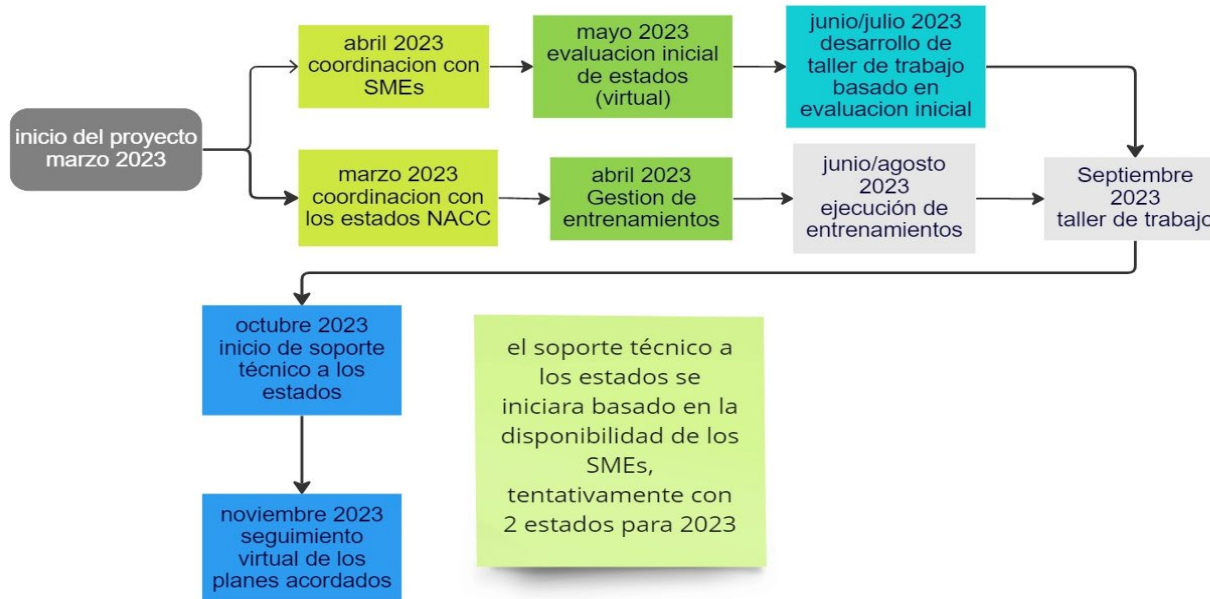 inicio del proyecto
marzo 2023
abril 2023
coordinacion con
SMEs
mayo 2023
evaluacion inicial
de estados
(virtual)
junio/julio 2023
desarrollo de
taller de trabajo
basado en
evaluacion inicial
marzo 2023
coordinacion con
los estados NACC
abril 2023
Gestion de
entrenamientos
junio/agosto
2023
ejecución de
entrenamientos
Septiembre
2023
taller de trabajo
octubre 2023
inicio de soporte
técnico a los
estados
noviembre 2023
seguimiento
virtual de los
planes acordados
el soporte técnico a
los estados se
iniciara basado en la
disponibilidad de los
SMEs,
tentativamente con
2 estados para 2023